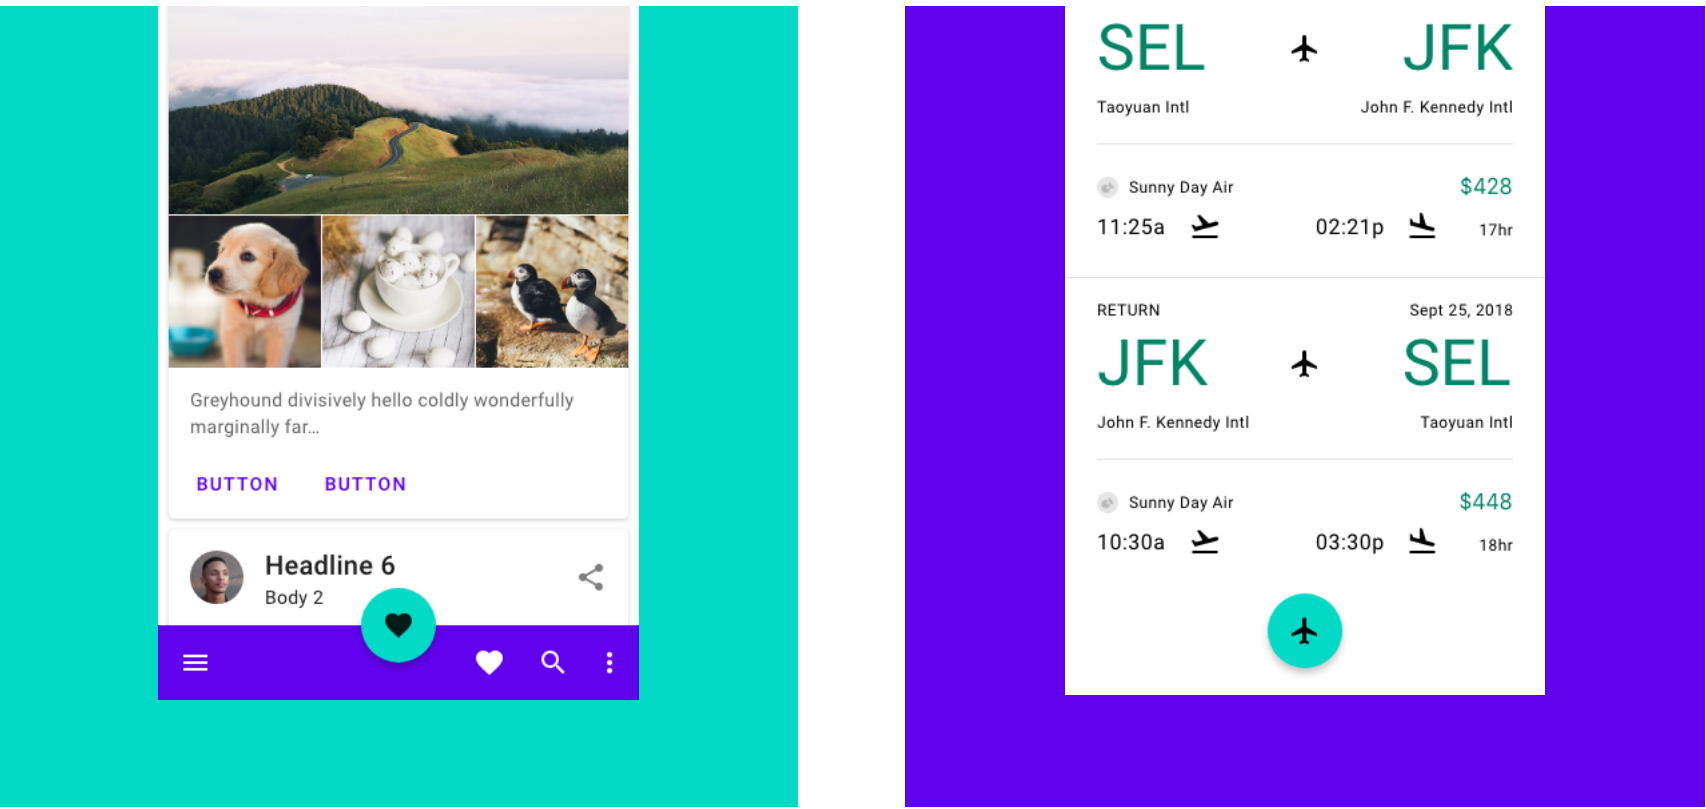 Greyhound divisively hello coldly wonderfully
marginally far...
BUTTON BUTTON
Headline 6
Body 2
SEL JFK
Taoyuan Intl John F. Kennedy Intl
Sunny Day Air $428
11:25a 02:21p 17hr
RETURN Sept 25, 2018
JFK SEL
John F. Kennedy Intl Taoyuan Intl
Sunny Day Air $448
10:30a 03:30p 18hr